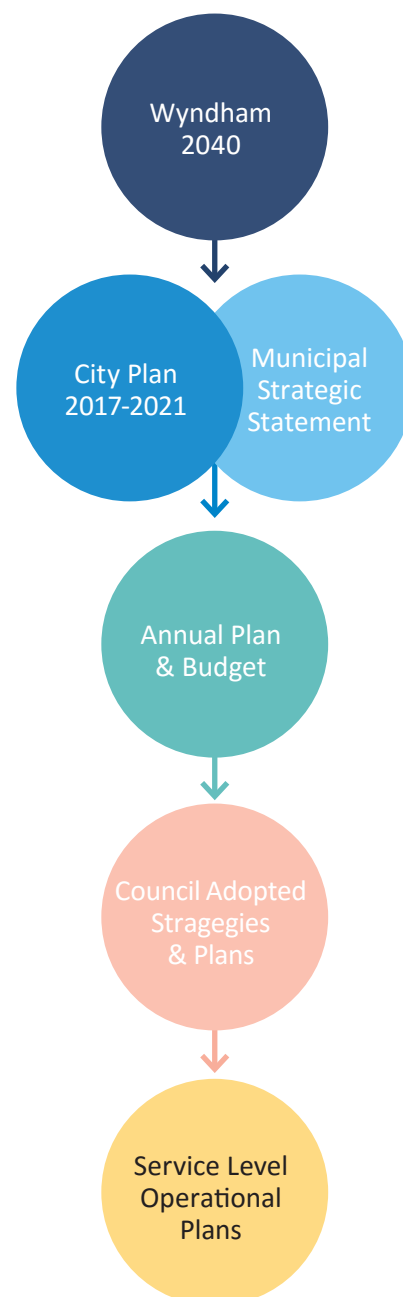 Wyndham
2040
City Plan
2017-2021
Municipal
Strategic
Statement
Annual Plan
& Budget
Council Adopted
Stragegies
& Plans
Service Level
Operational
Plans